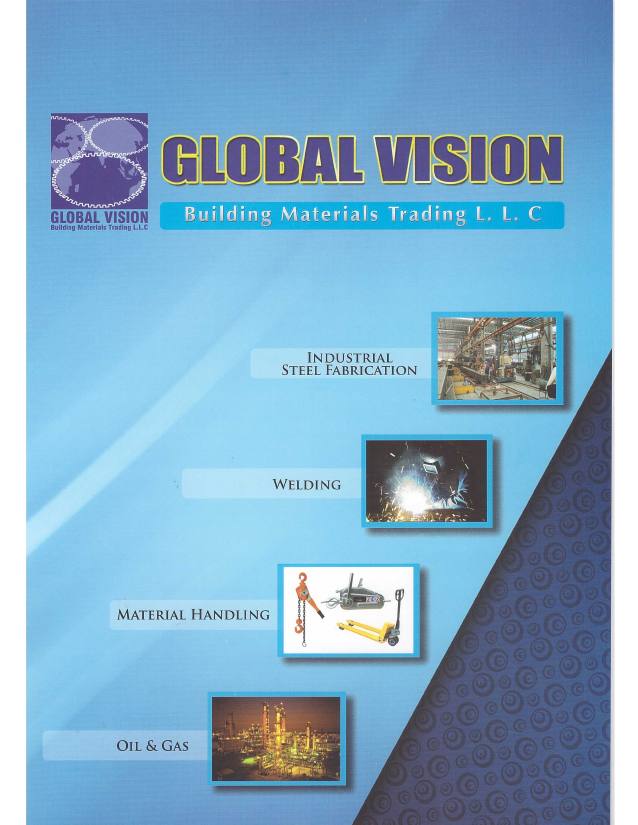 GLOBAL VISION
Building Materials Trading L.L.C
GLOBAL VISION
Building Materials Trading L. L. C
INDUSTRIAL
STEEL FABRICATION
WELDING
MATERIAL HANDLING
OIL & GAS